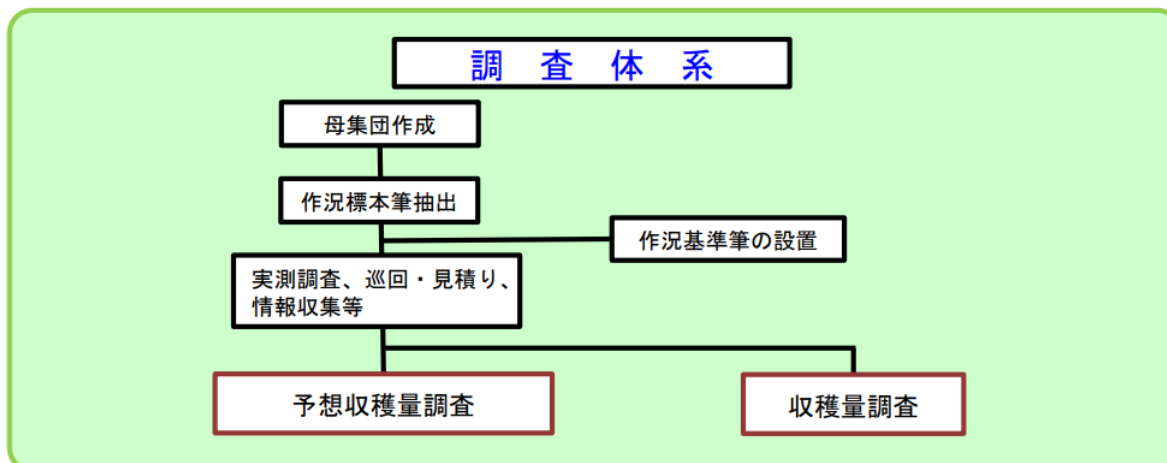 調 査 体 系
母集団作成
作況標本筆抽出
作況基準筆の設置
実測調査、巡回・見積り、
情報収集等
予想収穫量調査
収穫量調査